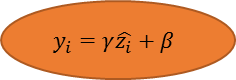 yᵢ = γẑᵢ + β